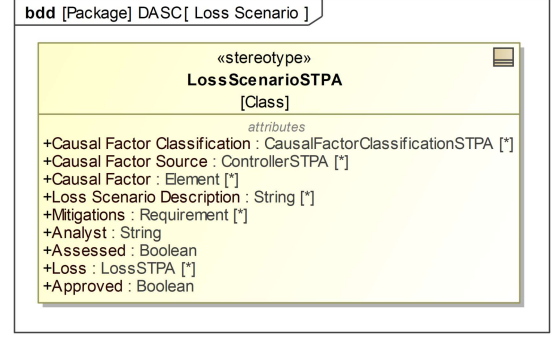 bdd [Package] DASC[ Loss Scenario ]
«stereotype»
LossScenarioSTPA
[Class]
attributes
+Causal Factor Classification : CausalFactorClassificationSTPA [*]
+Causal Factor Source : ControllerSTPA [*]
+Causal Factor : Element [*]
+Loss Scenario Description : String [*]
+Mitigations : Requirement [*]
+Analyst : String
+Assessed : Boolean
+Loss : LossSTPA [*]
+Approved : Boolean